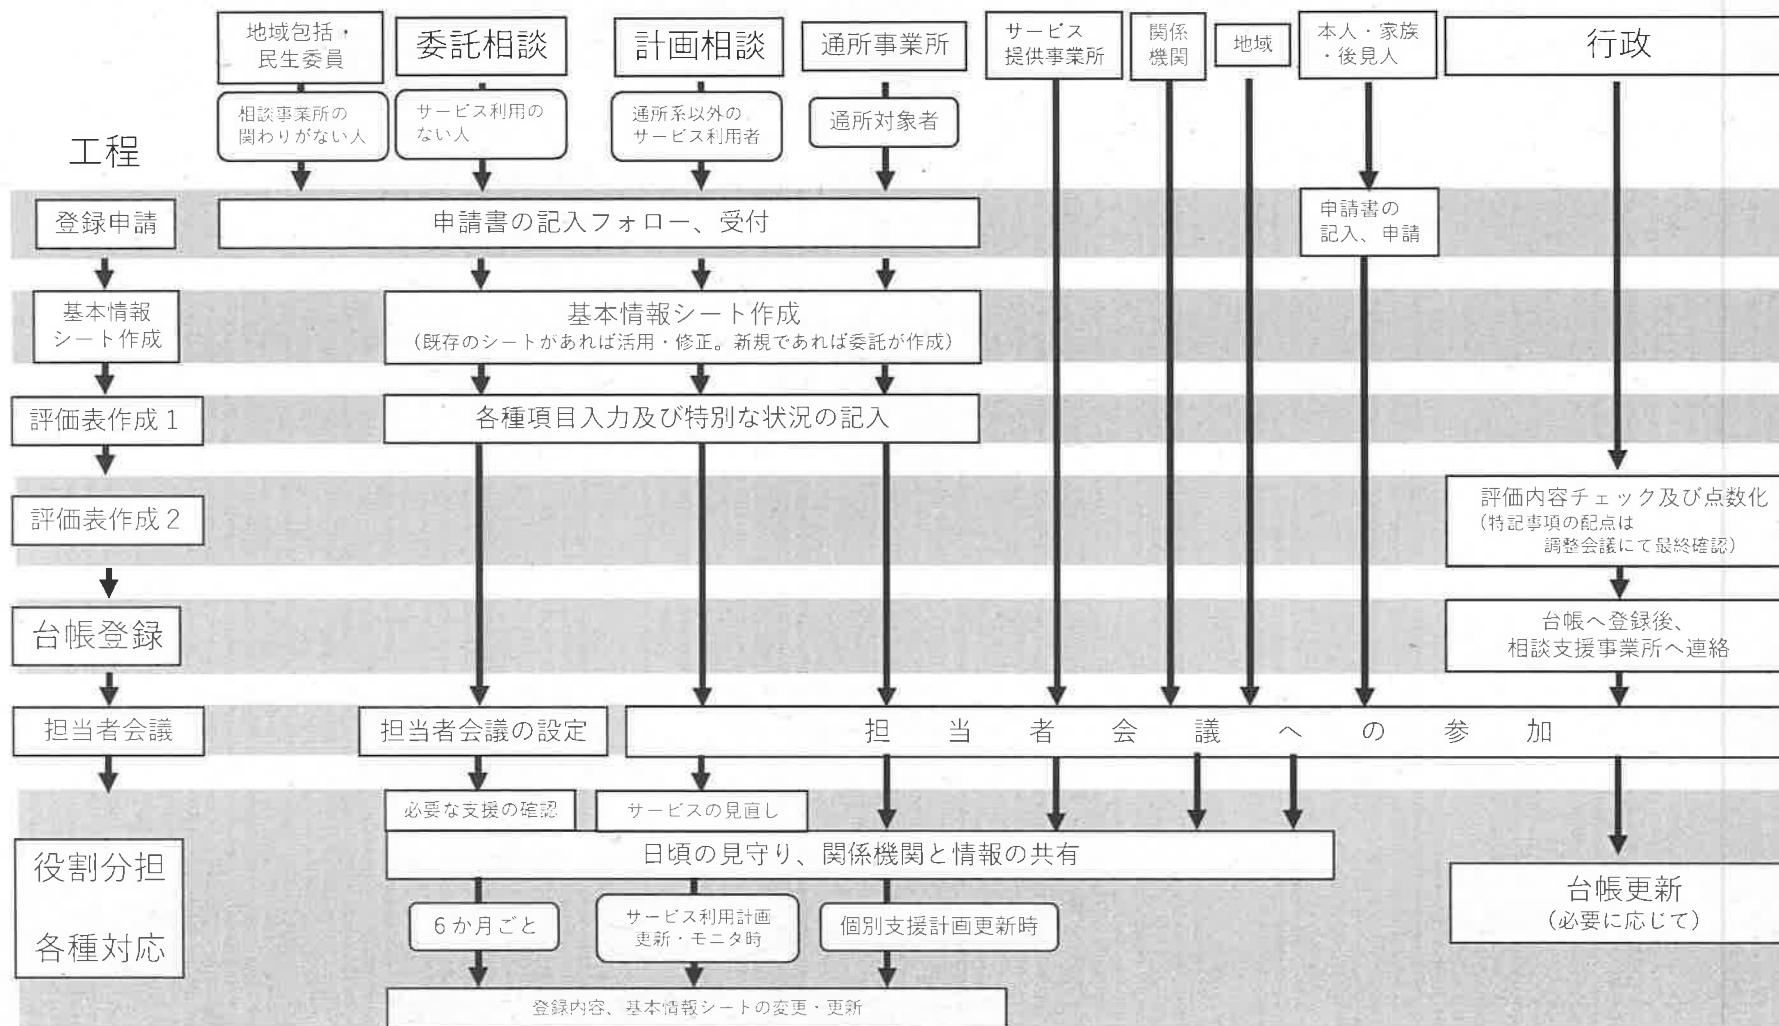 地域包括・
民生委員
委託相談
計画相談
通所事業所
サービス
提供事業所
関係
機関
地域
本人・家族
・後見人
行政
相談事業所の
関わりがない人
サービス利用の
ない人
通所系以外の
サービス利用者
通所対象者
工程
登録申請
申請書の記入フォロー、受付
申請書の
記入、申請
基本情報
シート作成
基本情報シート作成
(既存のシートがあれば活用・修正。新規であれば委託が作成)
評価表作成1
各種項目入力及び特別な状況の記入
評価表作成2
評価内容チェック及び点数化
(特記事項の配点は
調整会議にて最終確認)
台帳登録
台帳へ登録後、
相談支援事業所へ連絡
担当者会議
担当者会議の設定
担当者会議への参加
必要な支援の確認
サービスの見直し
日頃の見守り、関係機関と情報の共有
役割分担
各種対応
6か月ごと
サービス利用計画
更新・モニタ時
個別支援計画更新時
台帳更新
(必要に応じて)
登録内容、基本情報シートの変更・更新